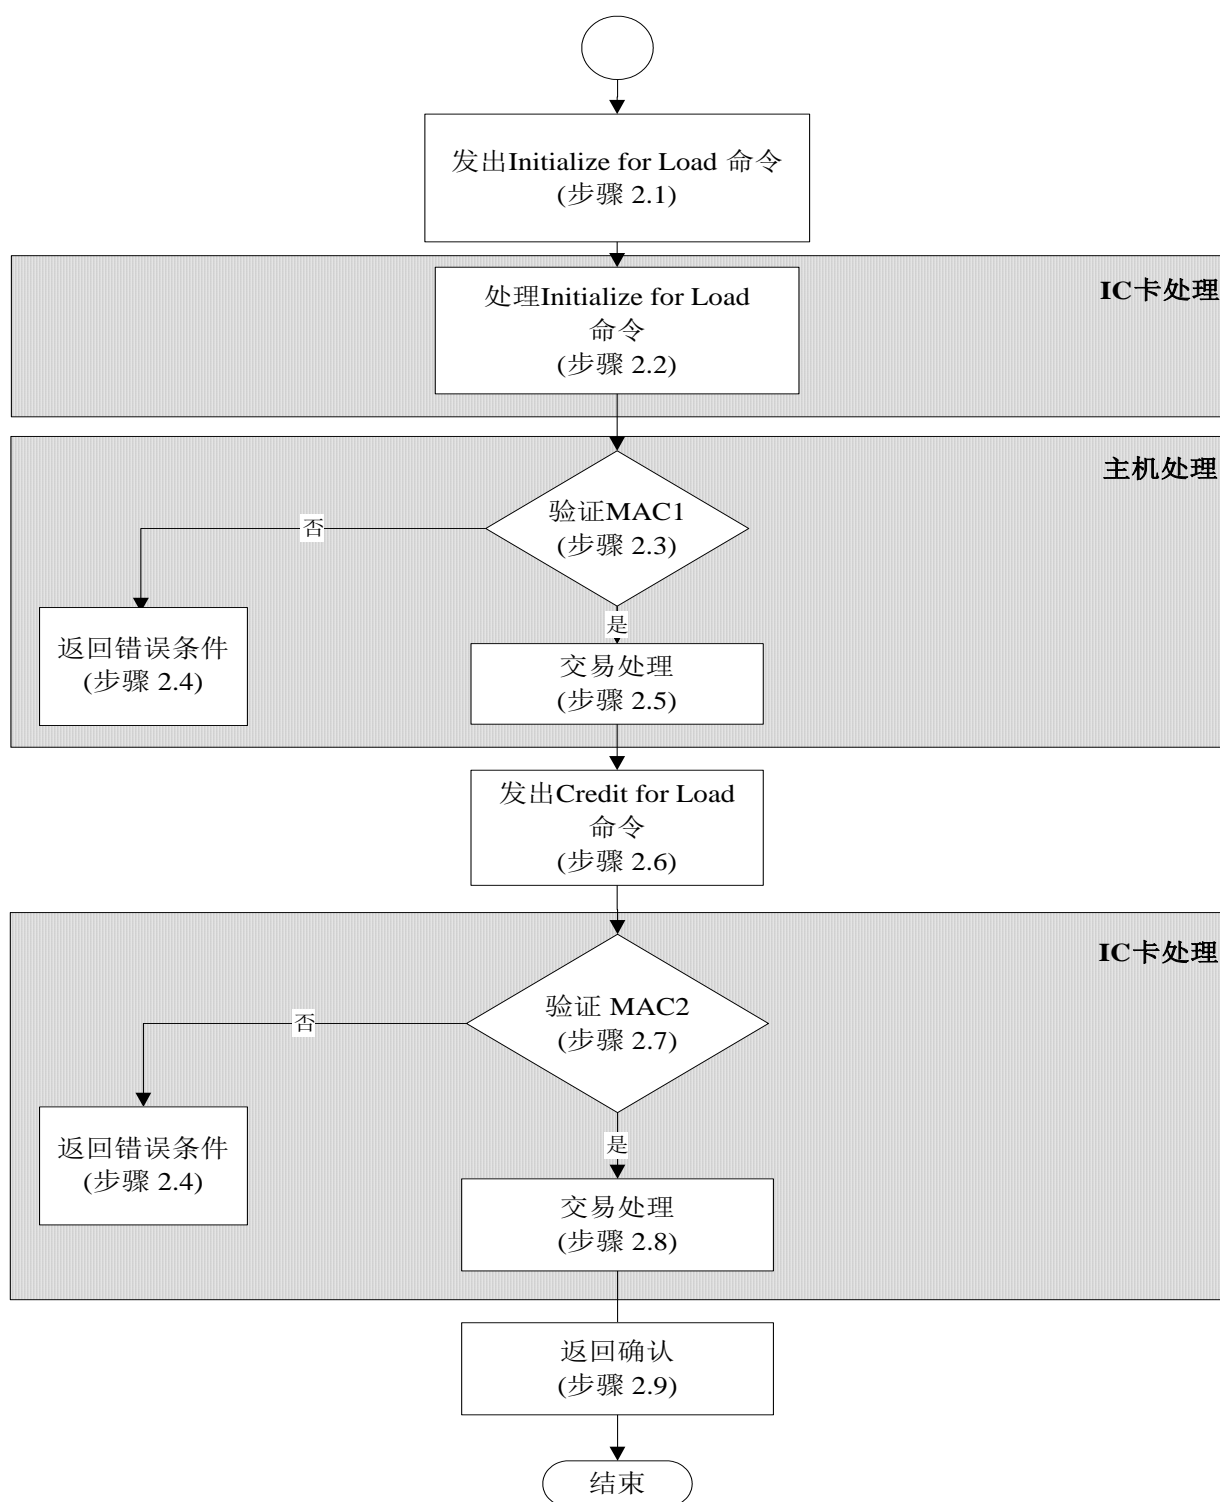 发出Initialize for Load 命令
(步骤 2.1)
IC卡处理
处理Initialize for Load
命令
(步骤 2.2)
主机处理
验证MAC1
(步骤 2.3)
否
是
返回错误条件
(步骤 2.4)
交易处理
(步骤 2.5)
发出Credit for Load
命令
(步骤 2.6)
IC卡处理
验证 MAC2
(步骤 2.7)
否
是
返回错误条件
(步骤 2.4)
交易处理
(步骤 2.8)
返回确认
(步骤 2.9)
结束